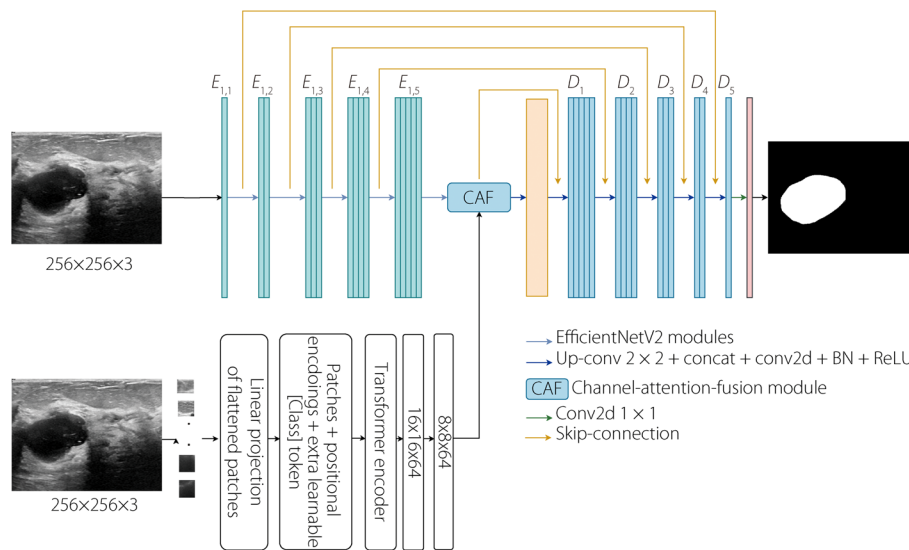 E1,1
E1,2
E1,3
E1,4
E1,5
D1
D2
D3
D4
D5
CAF
256×256×3
EfficientNetV2 modules
Up-conv 2 × 2 + concat + conv2d + BN + ReLU
CAF Channel-attention-fusion module
Conv2d 1 × 1
Skip-connection
Linear projection
of flattened patches
Patches + positional
encdoings + extra learnable
[Class] token
Transformer encoder
16x16x64
8x8x64
256×256×3